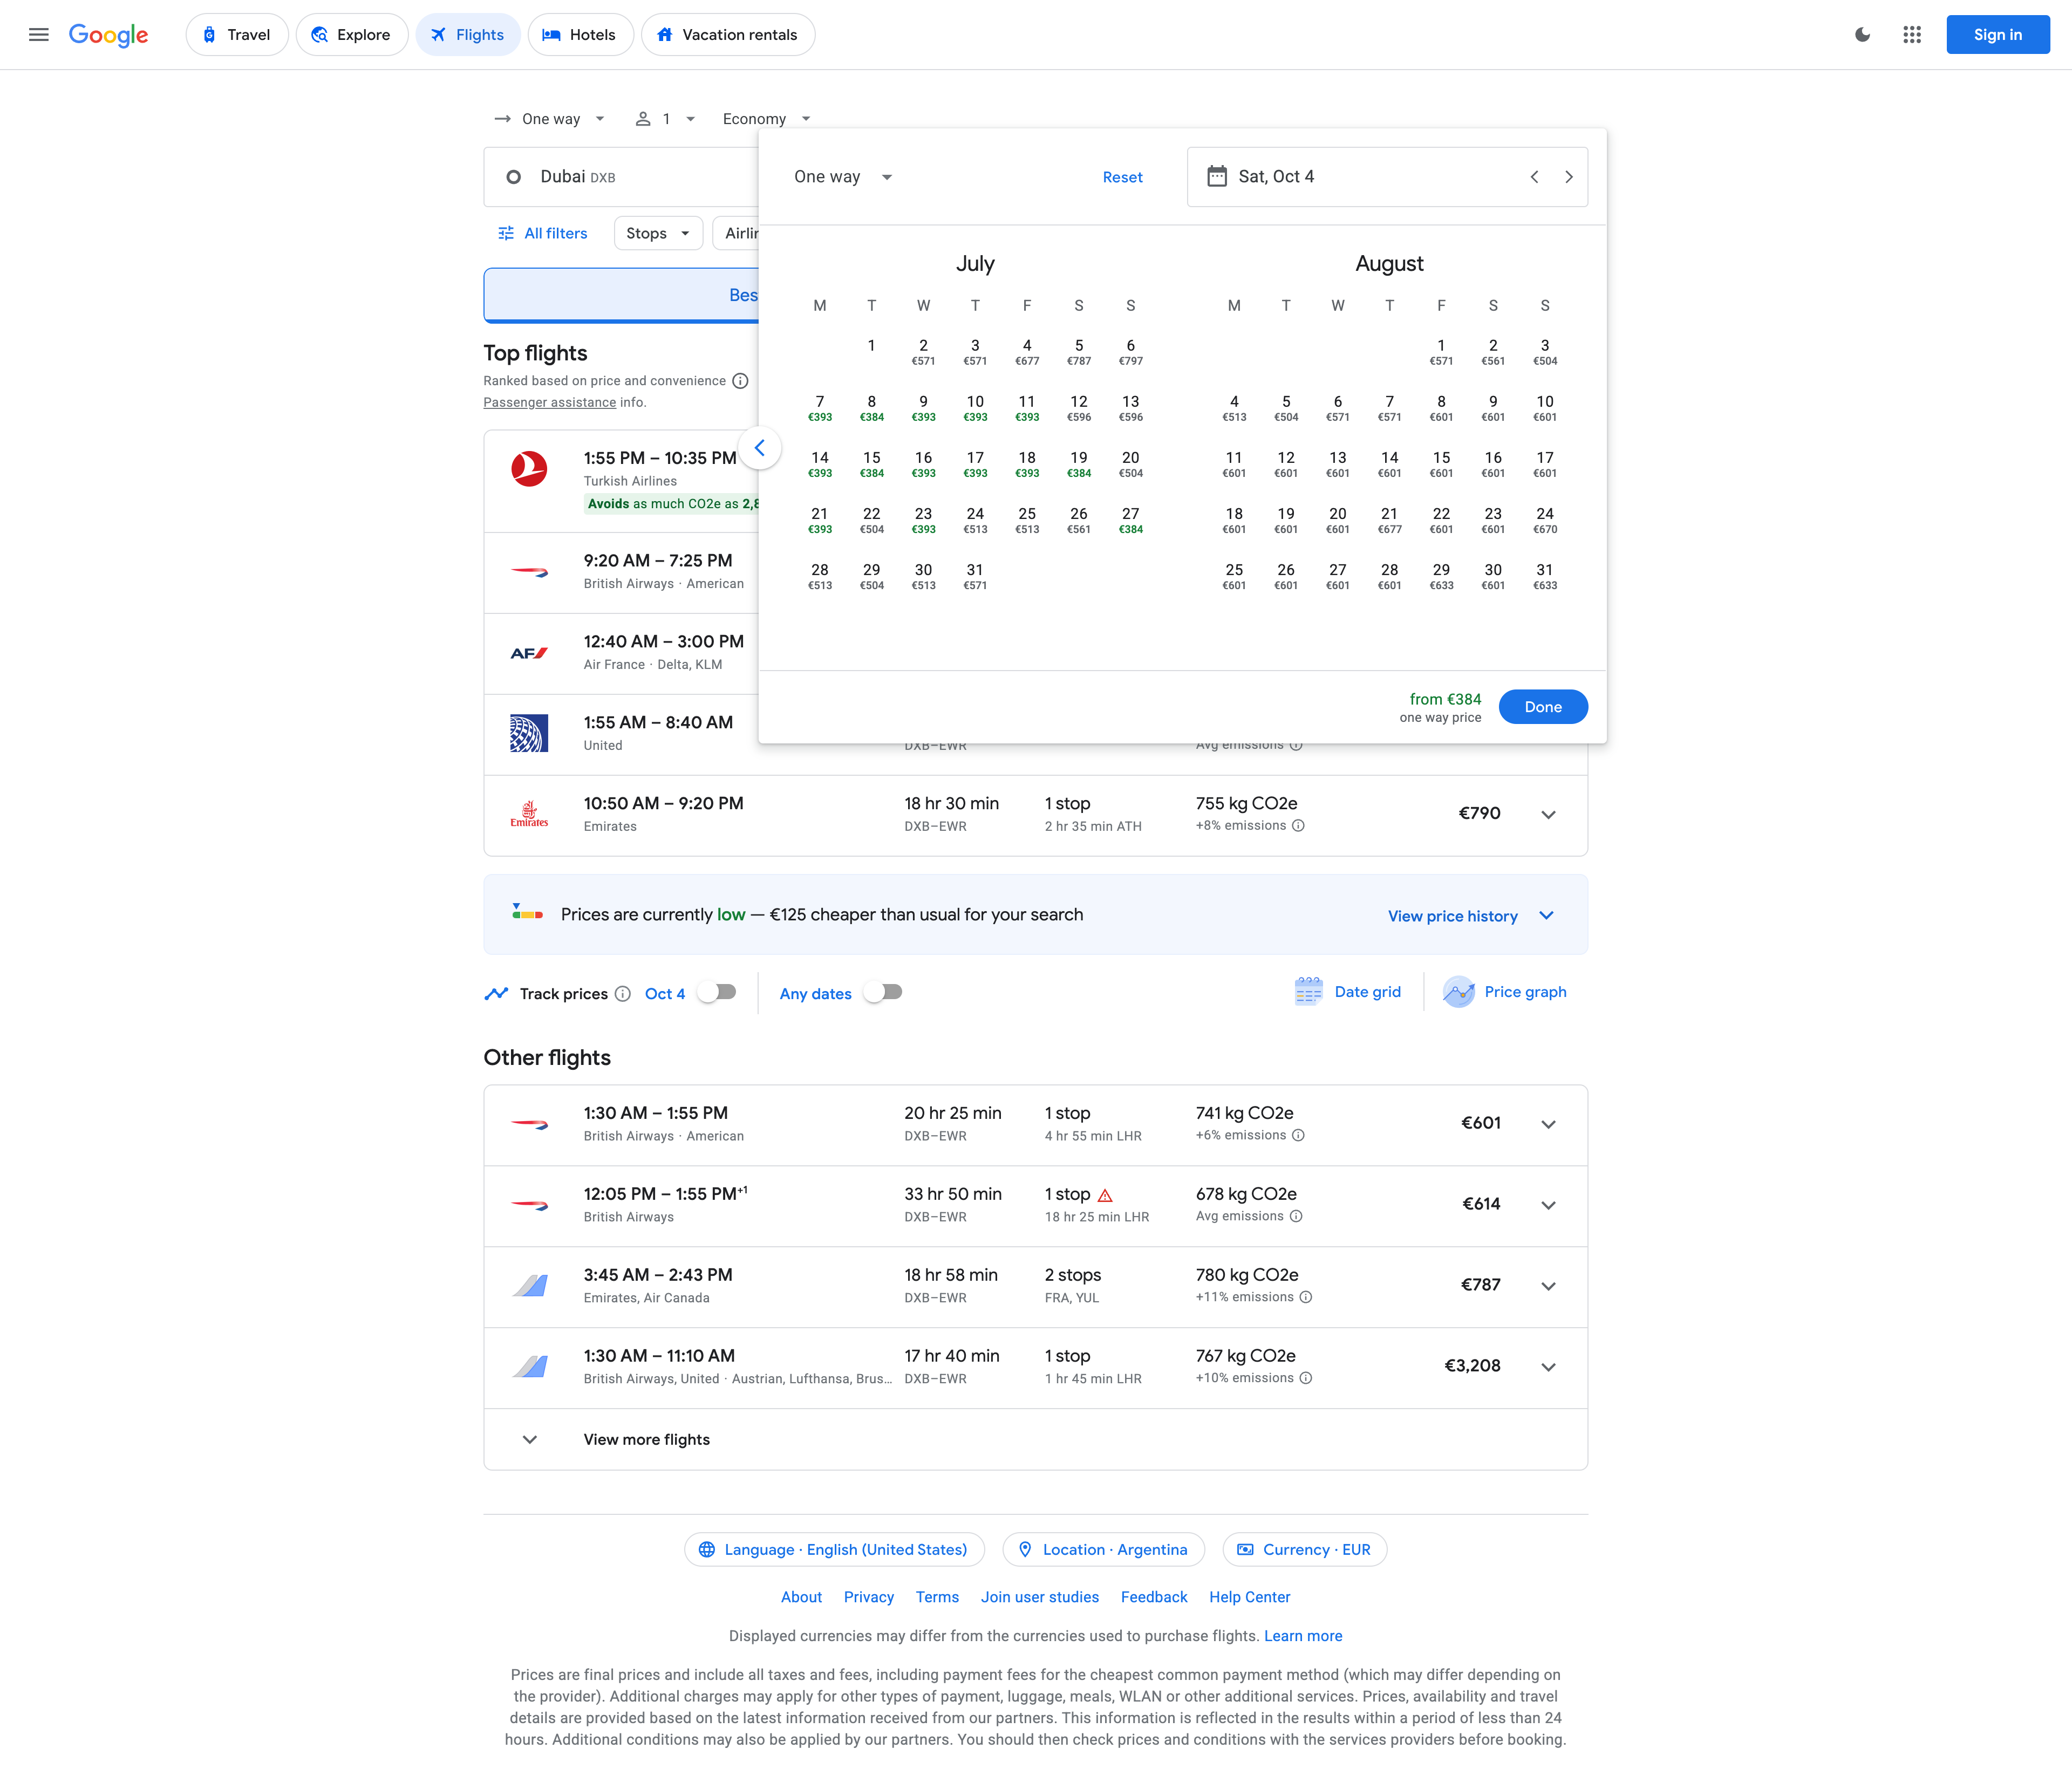 Google
Travel
Explore
Flights
Hotels
Vacation rentals
Sign in
One way
1
Economy
Dubai DXB
One way
Reset
Sat, Oct 4
All filters
Stops
July
August
M T W T F S S
M T W T F S S
1 2 3 4 5 6
€571 €571 €677 €787 €797
1 2 3
€571 €561 €504
7 8 9 10 11 12 13
€393 €384 €393 €393 €393 €596 €596
4 5 6 7 8 9 10
€513 €504 €571 €571 €601 €601 €601
14 15 16 17 18 19 20
€393 €384 €393 €393 €393 €384 €504
11 12 13 14 15 16 17
€601 €601 €601 €601 €601 €601 €601
21 22 23 24 25 26 27
€393 €504 €393 €513 €513 €561 €384
18 19 20 21 22 23 24
€601 €601 €601 €677 €601 €601 €670
28 29 30 31
€513 €504 €513 €571
25 26 27 28 29 30 31
€601 €601 €601 €601 €633 €601 €633
from €384
one way price
Done
Top flights
Ranked based on price and convenience
Passenger assistance info.
1:55 PM – 10:35 PM
Turkish Airlines
Avoids as much CO2e as 2,8
9:20 AM – 7:25 PM
British Airways · American
12:40 AM – 3:00 PM
AF
Air France · Delta, KLM
1:55 AM – 8:40 AM
United
DXB–EWR
Avg emissions
Emirates
10:50 AM – 9:20 PM
Emirates
18 hr 30 min
DXB–EWR
1 stop
2 hr 35 min ATH
755 kg CO2e
+8% emissions
€790
Prices are currently low — €125 cheaper than usual for your search
View price history
Track prices
Oct 4
Any dates
Date grid
Price graph
Other flights
1:30 AM – 1:55 PM
British Airways · American
20 hr 25 min
DXB–EWR
1 stop
4 hr 55 min LHR
741 kg CO2e
+6% emissions
€601
12:05 PM – 1:55 PM+1
British Airways
33 hr 50 min
DXB–EWR
1 stop
18 hr 25 min LHR
678 kg CO2e
Avg emissions
€614
3:45 AM – 2:43 PM
Emirates, Air Canada
18 hr 58 min
DXB–EWR
2 stops
FRA, YUL
780 kg CO2e
+11% emissions
€787
1:30 AM – 11:10 AM
British Airways, United · Austrian, Lufthansa, Brus...
17 hr 40 min
DXB–EWR
1 stop
1 hr 45 min LHR
767 kg CO2e
+10% emissions
€3,208
View more flights
Language · English (United States)
Location · Argentina
Currency · EUR
About
Privacy
Terms
Join user studies
Feedback
Help Center
Displayed currencies may differ from the currencies used to purchase flights. Learn more
Prices are final prices and include all taxes and fees, including payment fees for the cheapest common payment method (which may differ depending on
the provider). Additional charges may apply for other types of payment, luggage, meals, WLAN or other additional services. Prices, availability and travel
details are provided based on the latest information received from our partners. This information is reflected in the results within a period of less than 24
hours. Additional conditions may also be applied by our partners. You should then check prices and conditions with the services providers before booking.